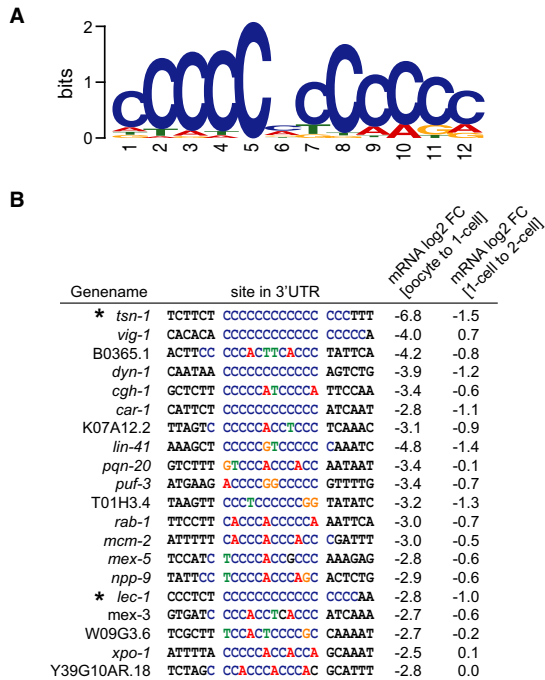 A
bits
2
1
0
1 2 3 4 5 6 7 8 9 10 11 12
B
mRNA log2 FC [oocyte to 1-cell]
mRNA log2 FC [1-cell to 2-cell]
Genename site in 3'UTR
* tsn-1 TCTTCT CCCCCCCCCCCC CCCTTT -6.8 -1.5
vig-1 CACACA CCCCCCCCCCCC CCCCCA -4.0 0.7
B0365.1 ACTTCC CCCACTTCACCC TATTCA -4.2 -0.8
dyn-1 CAATAA CCCCCCCCCCCC AGTCTG -3.9 -1.2
cgh-1 GCTCTT CCCCCATCCCCA TTCCAA -3.4 -0.6
car-1 CATTCT CCCCCCCCCCCC ATCAAT -2.8 -1.1
K07A12.2 TTAGTC CCCCCACCTCCC TCAAAC -3.1 -0.9
lin-41 AAAGCT CCCCCGTCCCCC CAAATC -4.8 -1.4
pqn-20 GTCTTT GTCCCACCCACC AATAAT -3.4 -0.1
puf-3 ATGAAG ACCCCGGCCCCC GTTTTG -3.4 -0.7
T01H3.4 TAAGTT CCCTCCCCCCGG TATATC -3.2 -1.3
rab-1 TTCCTT CACCCACCCCCA AATTCA -3.0 -0.7
mcm-2 ATTTTT CACCCACCCACC CGATTT -3.0 -0.5
mex-5 TCCATC TCCCCACCGCCC AAAGAG -2.8 -0.6
npp-9 TATTCC TCCCCACCCAGC ACTCTG -2.9 -0.6
* lec-1 CCCTCT CCCCCCCCCCCC CCCCAA -2.8 -1.0
mex-3 GTGATC CCCACCTCACCC ATCAAA -2.7 -0.6
W09G3.6 TCGCTT TCCACTCCCCGC CAAAAT -2.7 -0.2
xpo-1 ATTTTA CCCCCACCACCA GCAAAT -2.5 0.1
Y39G10AR.18 TCTAGC CCACCCACCCAC GCATTT -2.8 0.0